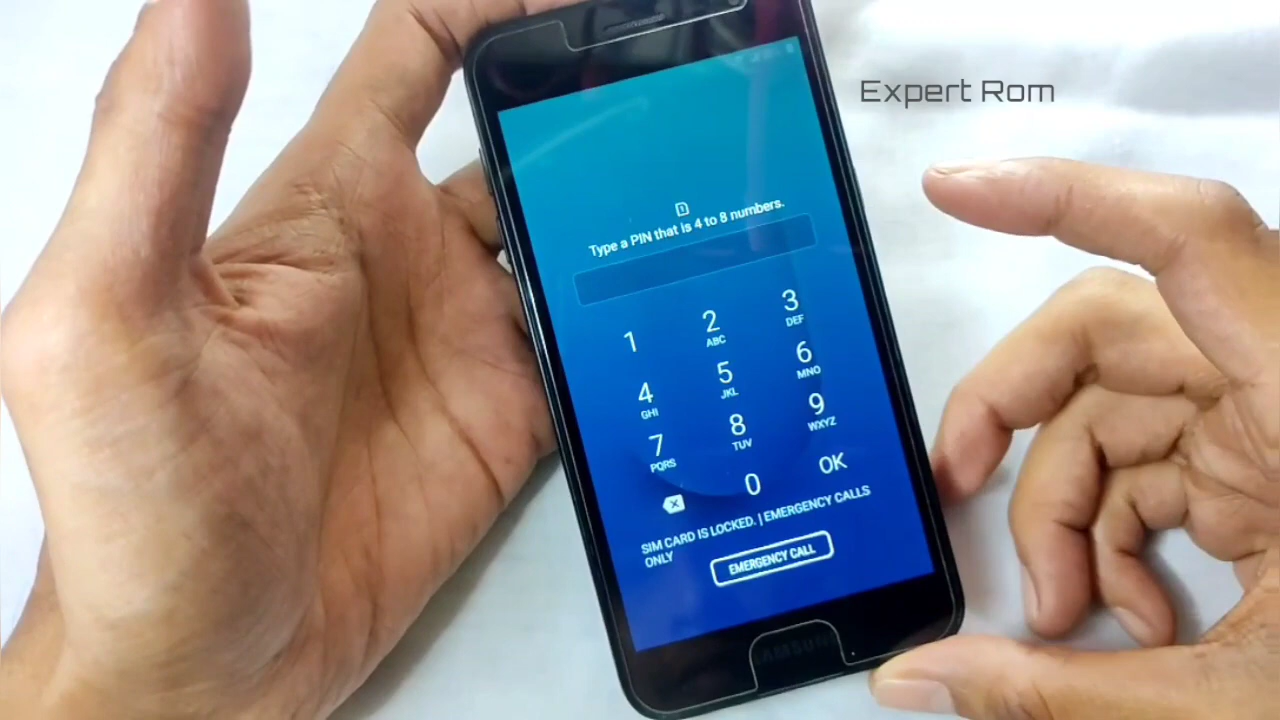 Expert Rom
1
Type a PIN that is 4 to 8 numbers.
1
2 ABC
3 DEF
4 GHI
5 JKL
6 MNO
7 PQRS
8 TUV
9 WXYZ
0
OK
SIM CARD IS LOCKED. | EMERGENCY CALLS
ONLY
EMERGENCY CALL
SAMSUNG